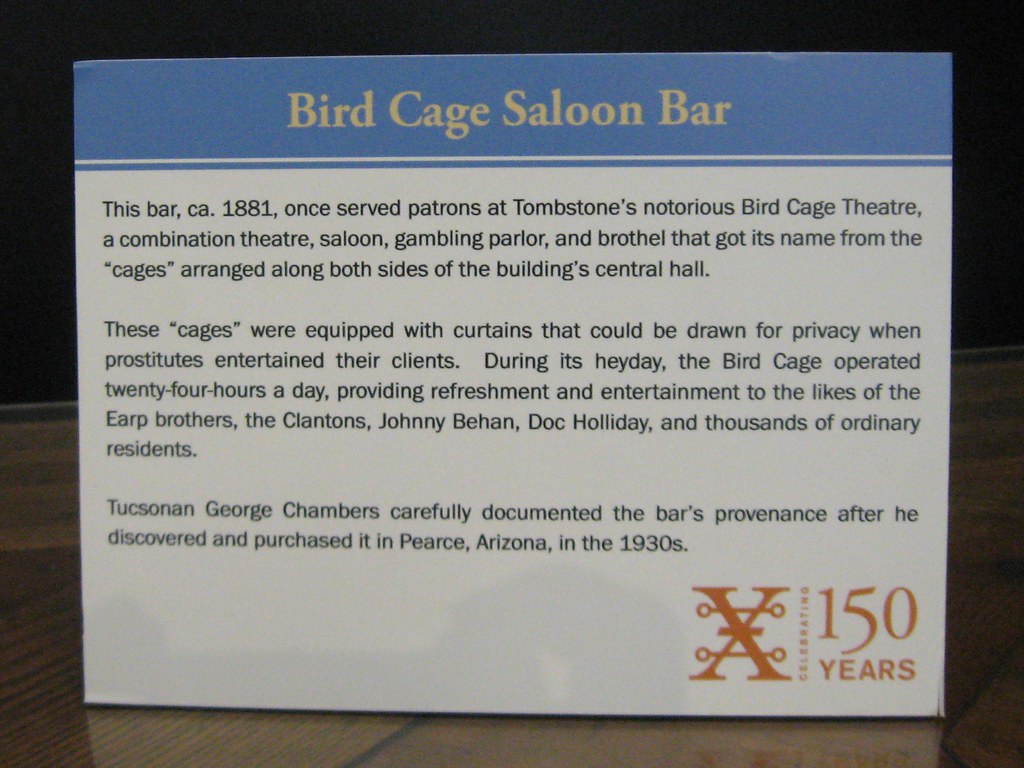 Bird Cage Saloon Bar
This bar, ca. 1881, once served patrons at Tombstone's notorious Bird Cage Theatre,
a combination theatre, saloon, gambling parlor, and brothel that got its name from the
"cages" arranged along both sides of the building's central hall.
These "cages" were equipped with curtains that could be drawn for privacy when
prostitutes entertained their clients. During its heyday, the Bird Cage operated
twenty-four-hours a day, providing refreshment and entertainment to the likes of the
Earp brothers, the Clantons, Johnny Behan, Doc Holliday, and thousands of ordinary
residents.
Tucsonan George Chambers carefully documented the bar's provenance after he
discovered and purchased it in Pearce, Arizona, in the 1930s.
CELEBRATING
150
YEARS